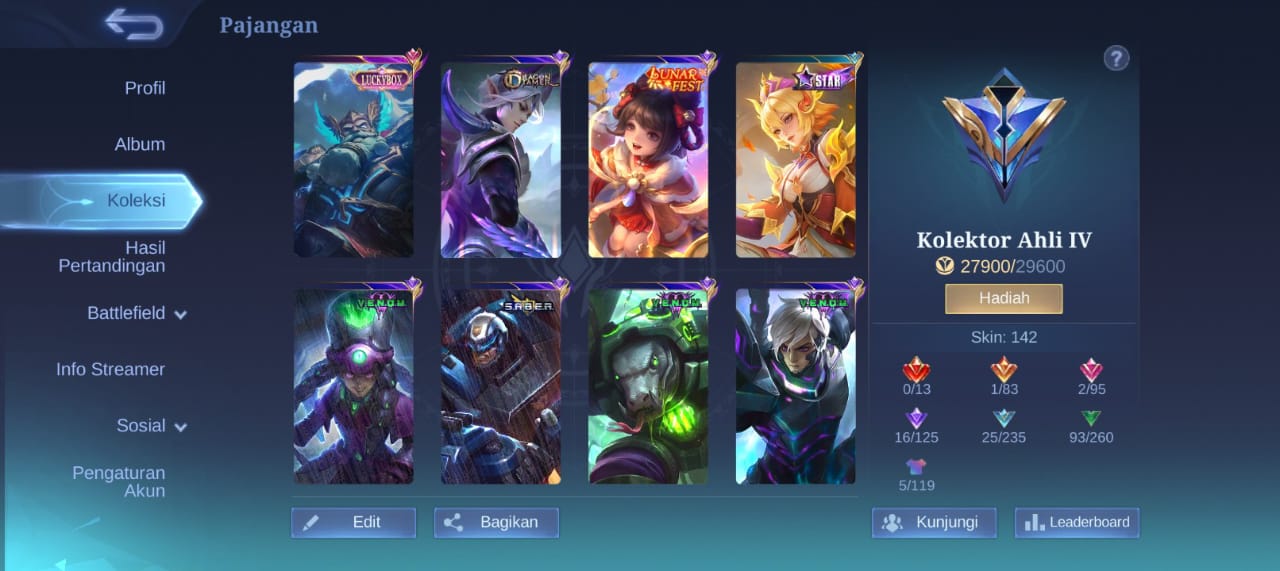 Pajangan
Profil
Album
Koleksi
Hasil
Pertandingan
Battlefield
Info Streamer
Sosial
Pengaturan
Akun
LUCKYBOX
DRAGON
TAMER
LUNAR
FEST
STAR
V.E.N.O.M.
S.A.B.E.R.
V.E.N.O.M.
V.E.N.O.M.
Edit
Bagikan
?
Kolektor Ahli IV
27900/29600
Hadiah
Skin: 142
0/13
1/83
2/95
16/125
25/235
93/260
5/119
Kunjungi
Leaderboard